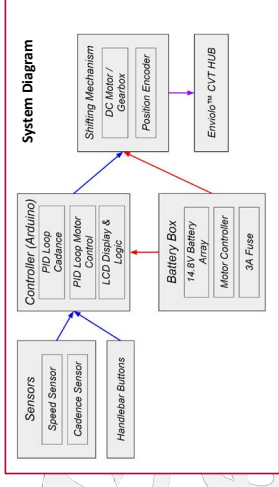 System Diagram
Sensors
Speed Sensor
Cadence Sensor
Handlebar Buttons
Controller (Arduino)
PID Loop
Cadance
PID Loop Motor
Control
LCD Display &
Logic
Battery Box
14.8V Battery
Array
Motor Controller
3A Fuse
Shifting Mechanism
DC Motor /
Gearbox
Position Encoder
Enviolo™ CVT HUB